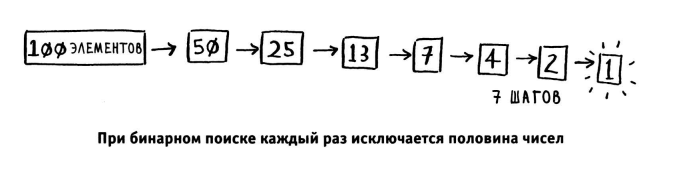 100 ЭЛЕМЕНТОВ → 50 → 25 → 13 → 7 → 4 → 2 → 1
7 ШАГОВ
При бинарном поиске каждый раз исключается половина чисел